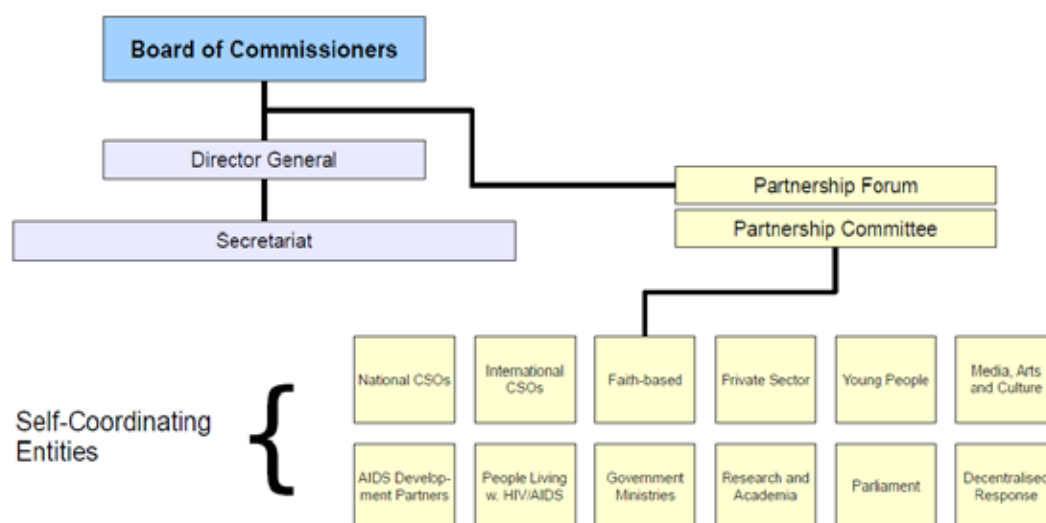 Board of Commissioners
Director General
Secretariat
Partnership Forum
Partnership Committee
Self-Coordinating
Entities
{
National CSOs
International
CSOs
Faith-based
Private Sector
Young People
Media, Arts
and Culture
AIDS Develop-
ment Partners
People Living
w. HIV/AIDS
Government
Ministries
Research and
Academia
Parliament
Decentralised
Response